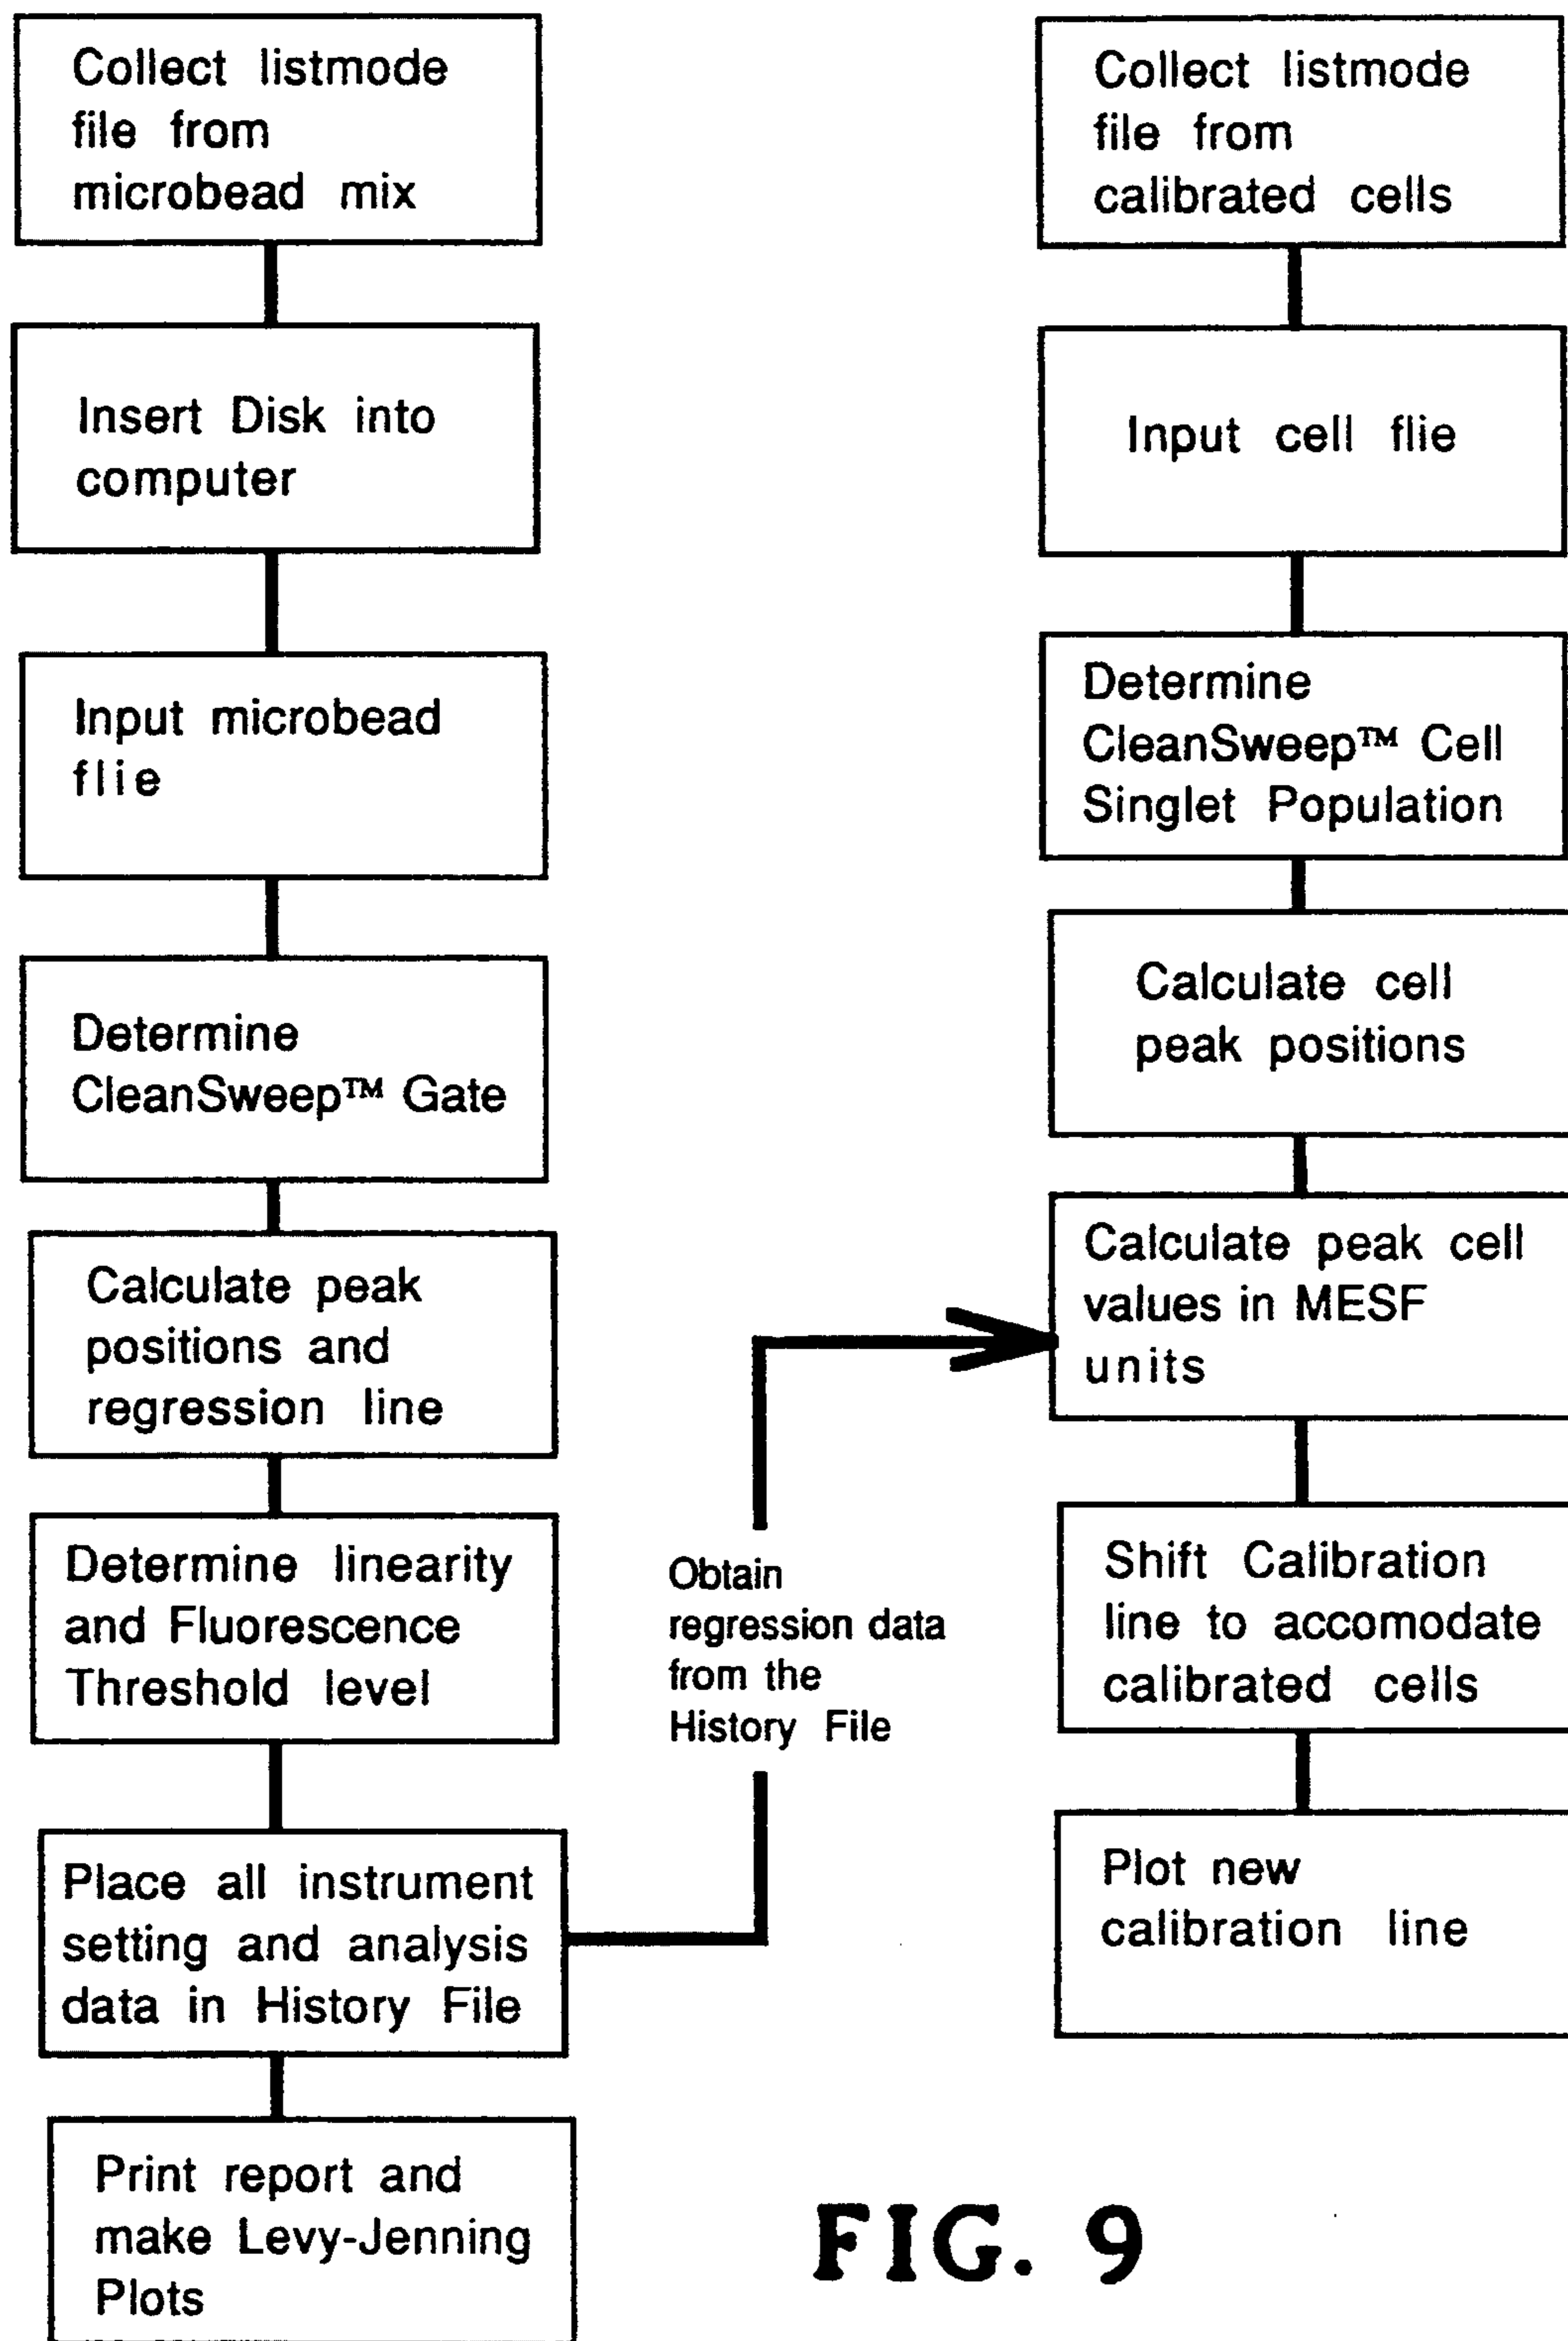 Collect listmode
file from
microbead mix
Insert Disk into
computer
Input microbead
flie
Determine
CleanSweep™ Gate
Calculate peak
positions and
regression line
Determine linearity
and Fluorescence
Threshold level
Place all instrument
setting and analysis
data in History File
Print report and
make Levy-Jenning
Plots
Obtain
regression data
from the
History File
Collect listmode
file from
calibrated cells
Input cell flie
Determine
CleanSweep™ Cell
Singlet Population
Calculate cell
peak positions
Calculate peak cell
values in MESF
units
Shift Calibration
line to accomodate
calibrated cells
Plot new
calibration line
FIG. 9